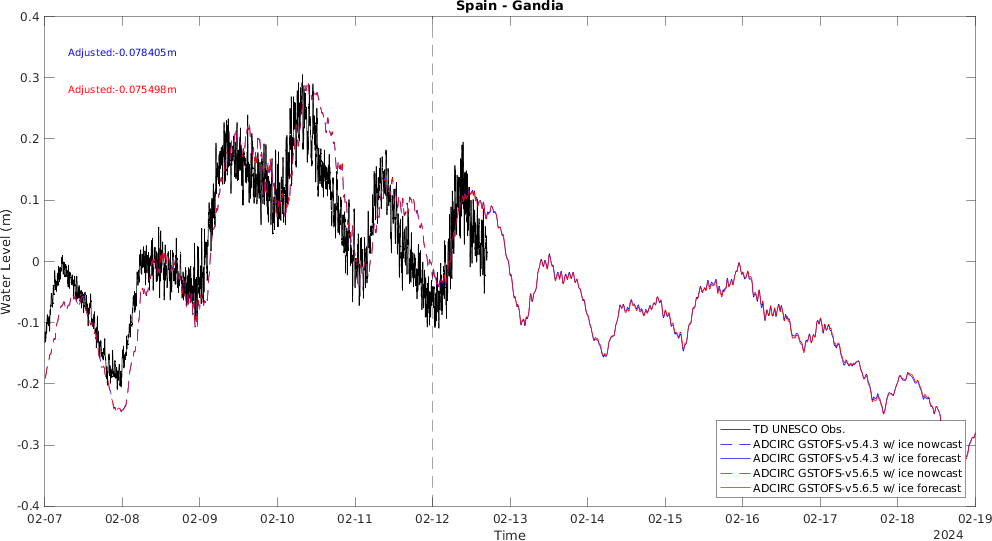 Spain - Gandia
Adjusted:-0.078405m
Adjusted:-0.075498m
Water Level (m)
0.4
0.3
0.2
0.1
0
-0.1
-0.2
-0.3
-0.4
TD UNESCO Obs.
ADCIRC GSTOFS-v5.4.3 w/ ice nowcast
ADCIRC GSTOFS-v5.4.3 w/ ice forecast
ADCIRC GSTOFS-v5.6.5 w/ ice nowcast
ADCIRC GSTOFS-v5.6.5 w/ ice forecast
02-07 02-08 02-09 02-10 02-11 02-12 02-13 02-14 02-15 02-16 02-17 02-18 02-19
Time
2024